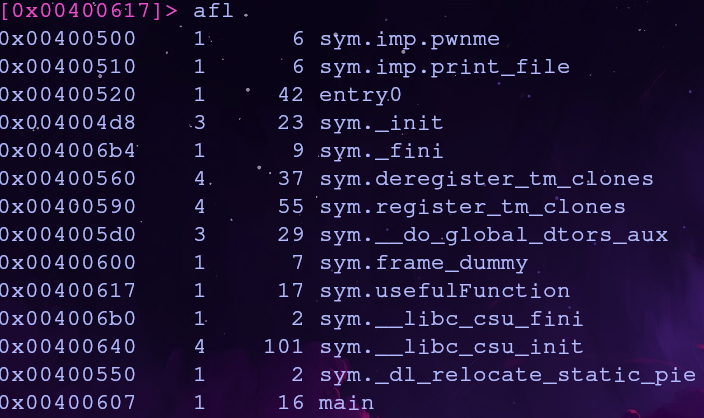 [0x00400617]> afl
0x00400500 1 6 sym.imp.pwnme
0x00400510 1 6 sym.imp.print_file
0x00400520 1 42 entry0
0x004004d8 3 23 sym._init
0x004006b4 1 9 sym._fini
0x00400560 4 37 sym.deregister_tm_clones
0x00400590 4 55 sym.register_tm_clones
0x004005d0 3 29 sym.__do_global_dtors_aux
0x00400600 1 7 sym.frame_dummy
0x00400617 1 17 sym.usefulFunction
0x004006b0 1 2 sym.__libc_csu_fini
0x00400640 4 101 sym.__libc_csu_init
0x00400550 1 2 sym._dl_relocate_static_pie
0x00400607 1 16 main